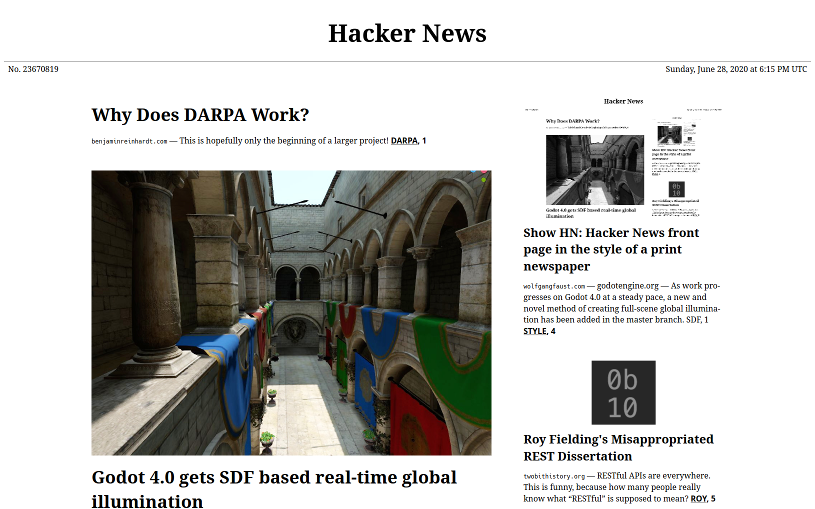 Hacker News
No. 23670819
Sunday, June 28, 2020 at 6:15 PM UTC
Why Does DARPA Work?
benjaminreinhardt.com — This is hopefully only the beginning of a larger project! DARPA, 1
Godot 4.0 gets SDF based real-time global
illumination
Hacker News
Why Does DARPA Work?
Godot 4.0 gets SDF based real-time global
illumination
Show HN: Hacker News front
page in the style of a print
newspaper
wolfgangfaust.com — godotengine.org — As work pro-
gresses on Godot 4.0 at a steady pace, a new and
novel method of creating full-scene global illumina-
tion has been added in the master branch. SDF, 1
STYLE, 4
0b
10
Roy Fielding's Misappropriated
REST Dissertation
twobithistory.org — RESTful APIs are everywhere.
This is funny, because how many people really
know what “RESTful” is supposed to mean? ROY, 5